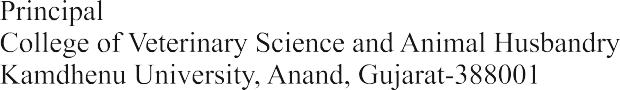 Principal
College of Veterinary Science and Animal Husbandry
Kamdhenu University, Anand, Gujarat-388001